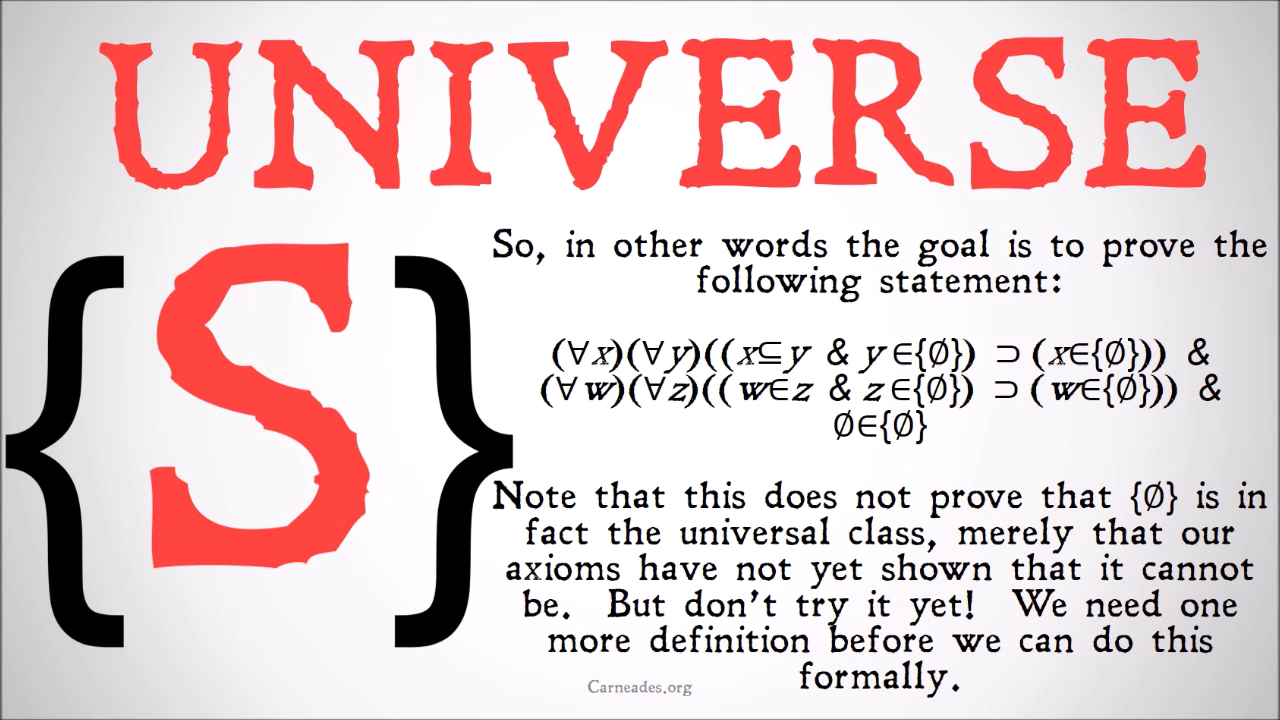 UNIVERSE
{S}
So, in other words the goal is to prove the
following statement:
(∀x)(∀y)((x⊆y & y∈{∅}) ⊃ (x∈{∅})) &
(∀w)(∀z)((w∈z & z∈{∅}) ⊃ (w∈{∅})) &
∅∈{∅}
Note that this does not prove that {∅} is in
fact the universal class, merely that our
axioms have not yet shown that it cannot
be. But don't try it yet! We need one
more definition before we can do this
formally.
Carneades.org